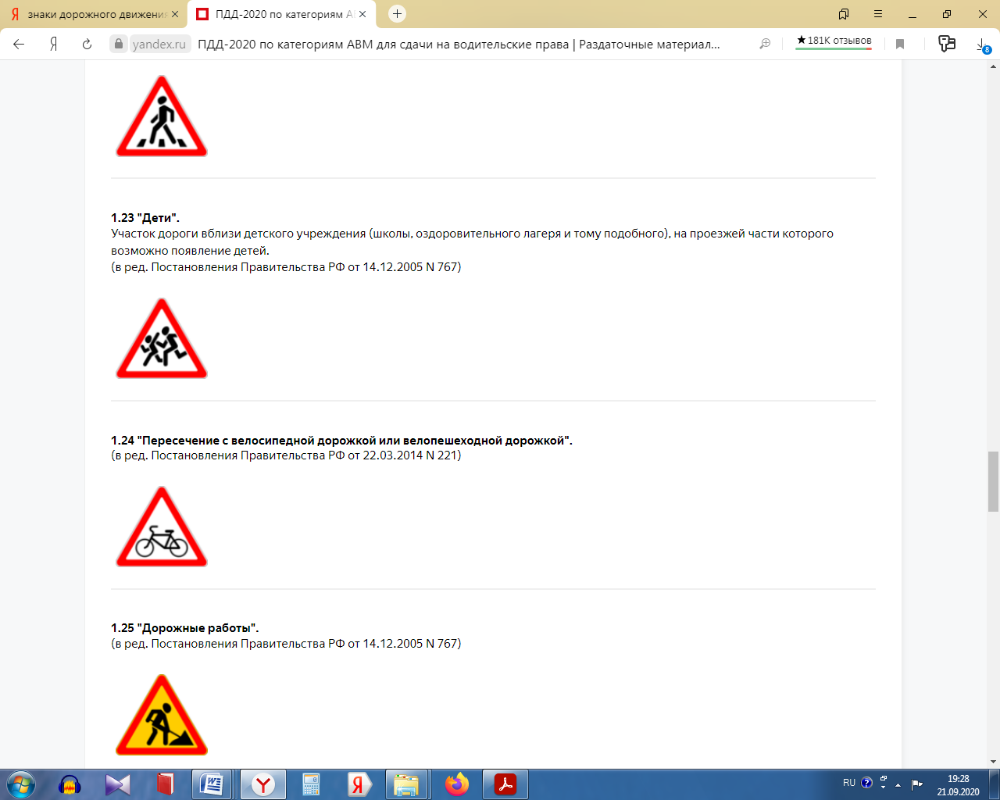 знаки дорожного движения
ПДД-2020 по категориям АВ
yandex.ru
ПДД-2020 по категориям АВМ для сдачи на водительские права | Раздаточные материал...
★181K отзывов
8
1.23 "Дети".
Участок дороги вблизи детского учреждения (школы, оздоровительного лагеря и тому подобного), на проезжей части которого
возможно появление детей.
(в ред. Постановления Правительства РФ от 14.12.2005 N 767)
1.24 "Пересечение с велосипедной дорожкой или велопешеходной дорожкой".
(в ред. Постановления Правительства РФ от 22.03.2014 N 221)
1.25 "Дорожные работы".
(в ред. Постановления Правительства РФ от 14.12.2005 N 767)
RU
19:28
21.09.2020